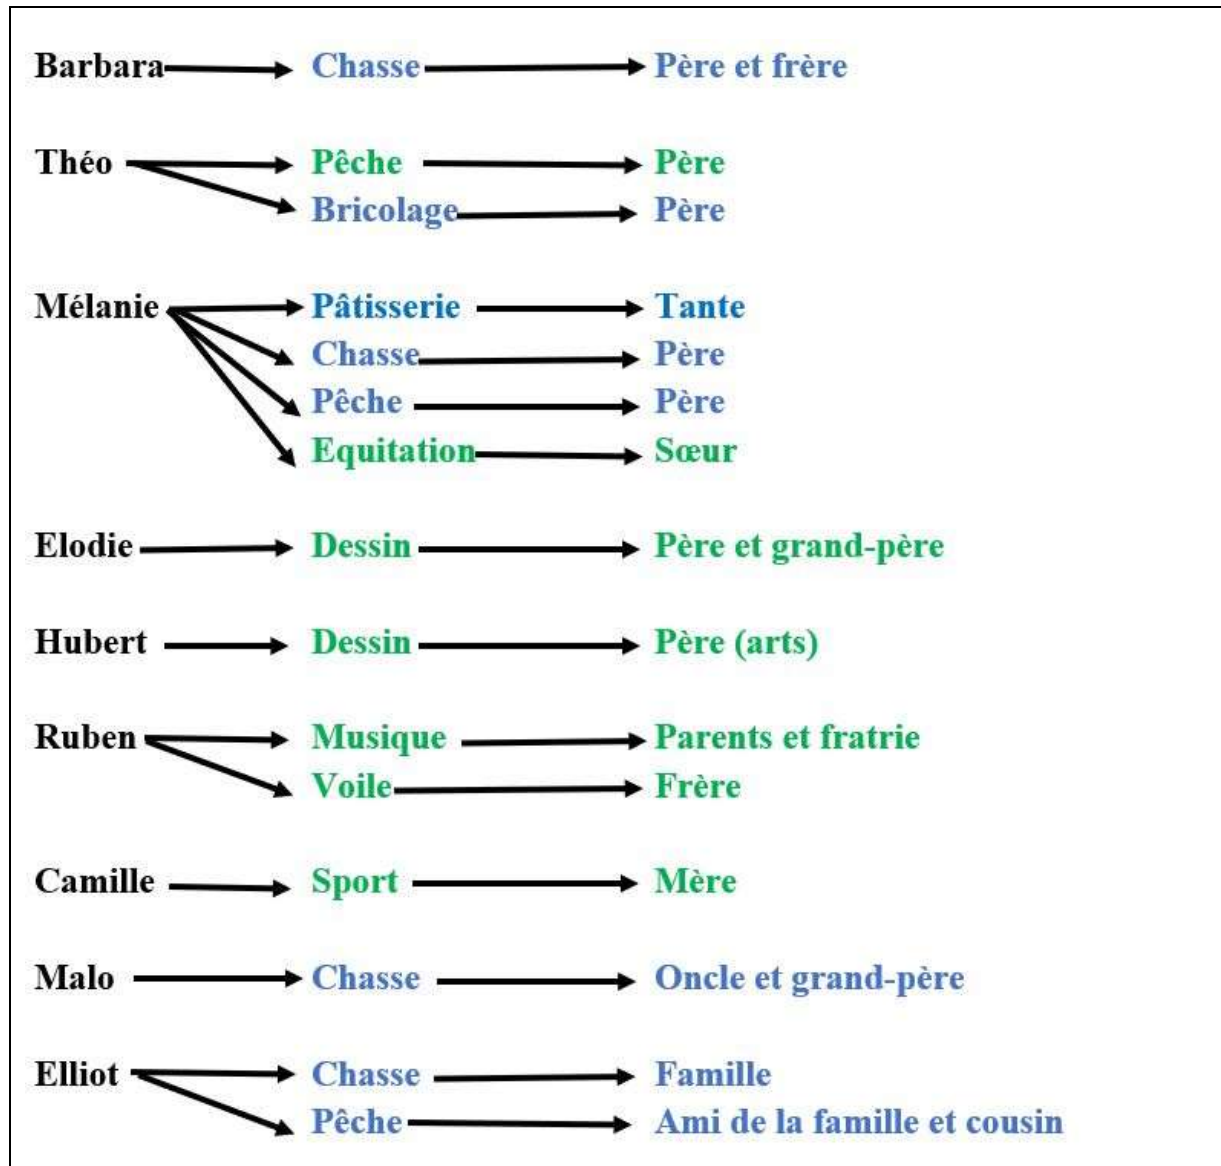 Barbara Chasse Père et frère
Théo Pêche Père
Bricolage Père
Mélanie Pâtisserie Tante
Chasse Père
Pêche Père
Equitation Sœur
Elodie Dessin Père et grand-père
Hubert Dessin Père (arts)
Ruben Musique Parents et fratrie
Voile Frère
Camille Sport Mère
Malo Chasse Oncle et grand-père
Elliot Chasse Famille
Pêche Ami de la famille et cousin